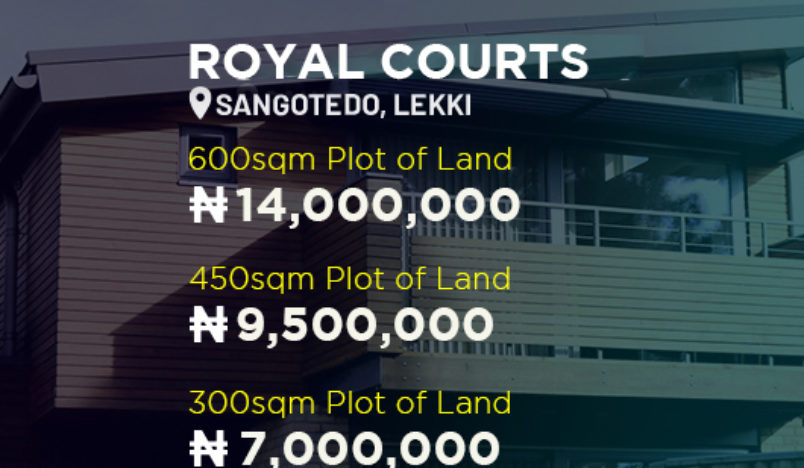 ROYAL COURTS
SANGOTEDO, LEKKI
600sqm Plot of Land
₦14,000,000
450sqm Plot of Land
₦9,500,000
300sqm Plot of Land
₦7,000,000